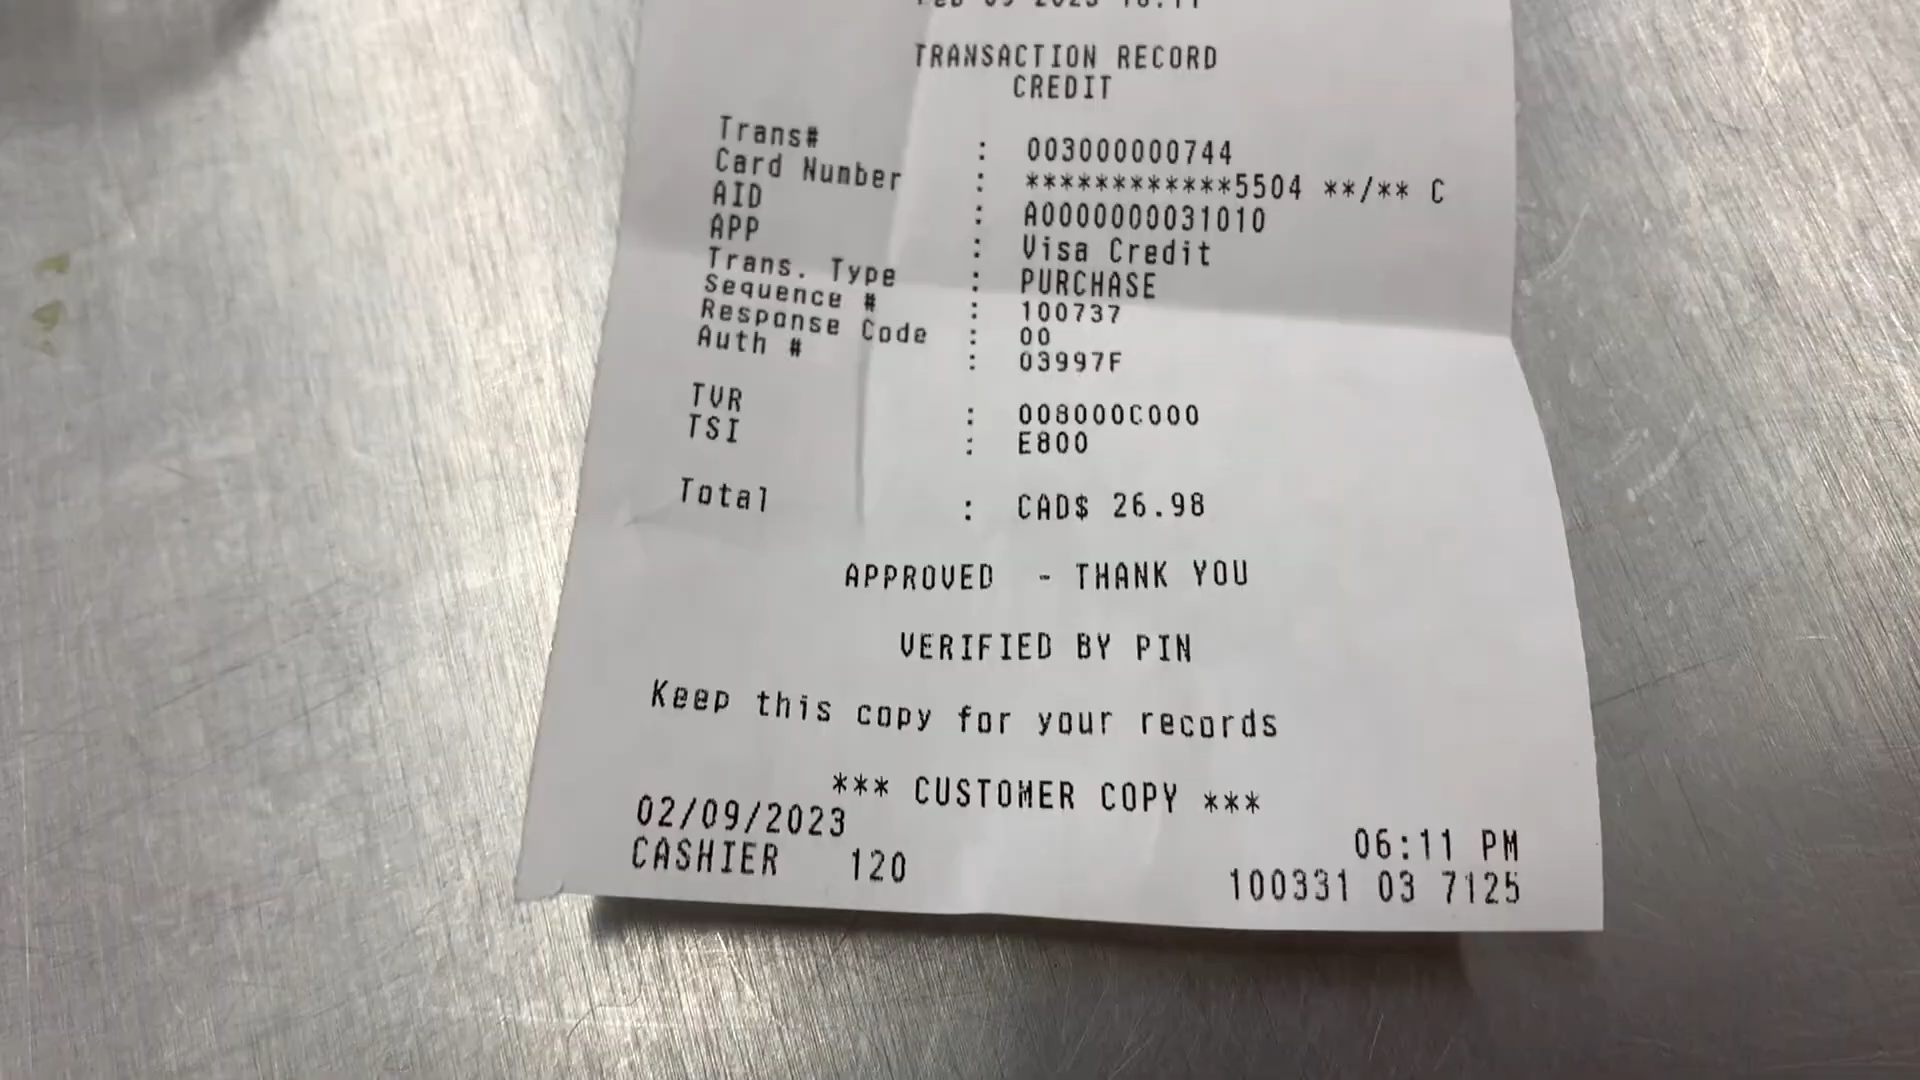 TRANSACTION RECORD
CREDIT
Trans# : 003000000744
Card Number : ************5504 **/** C
AID : A0000000031010
APP : Visa Credit
Trans. Type : PURCHASE
Sequence # : 100737
Response Code : 00
Auth # : 03997F
TVR : 008000C000
TSI : E800
Total : CAD$ 26.98
APPROVED - THANK YOU
VERIFIED BY PIN
Keep this copy for your records
*** CUSTOMER COPY ***
02/09/2023 06:11 PM
CASHIER 120 100331 03 7125